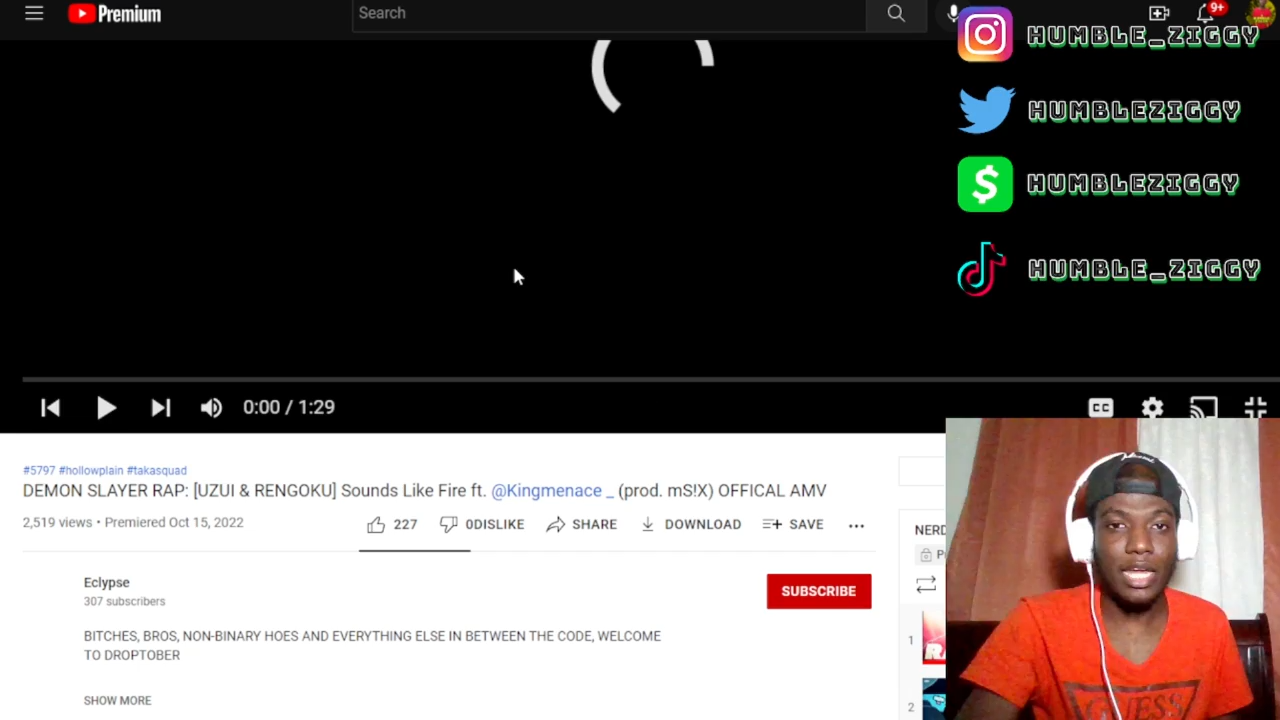 Premium
Search
9+
HUMBLE_ZIGGY
HUMBLEZIGGY
HUMBLEZIGGY
HUMBLE_ZIGGY
0:00 / 1:29
CC
#5797 #hollowplain #takasquad
DEMON SLAYER RAP: [UZUI & RENGOKU] Sounds Like Fire ft. @Kingmenace _ (prod. mS!X) OFFICAL AMV
2,519 views • Premiered Oct 15, 2022
227
0DISLIKE
SHARE
DOWNLOAD
SAVE
NERD
Eclypse
307 subscribers
SUBSCRIBE
BITCHES, BROS, NON-BINARY HOES AND EVERYTHING ELSE IN BETWEEN THE CODE, WELCOME
TO DROPTOBER
SHOW MORE
1
2
GUESS